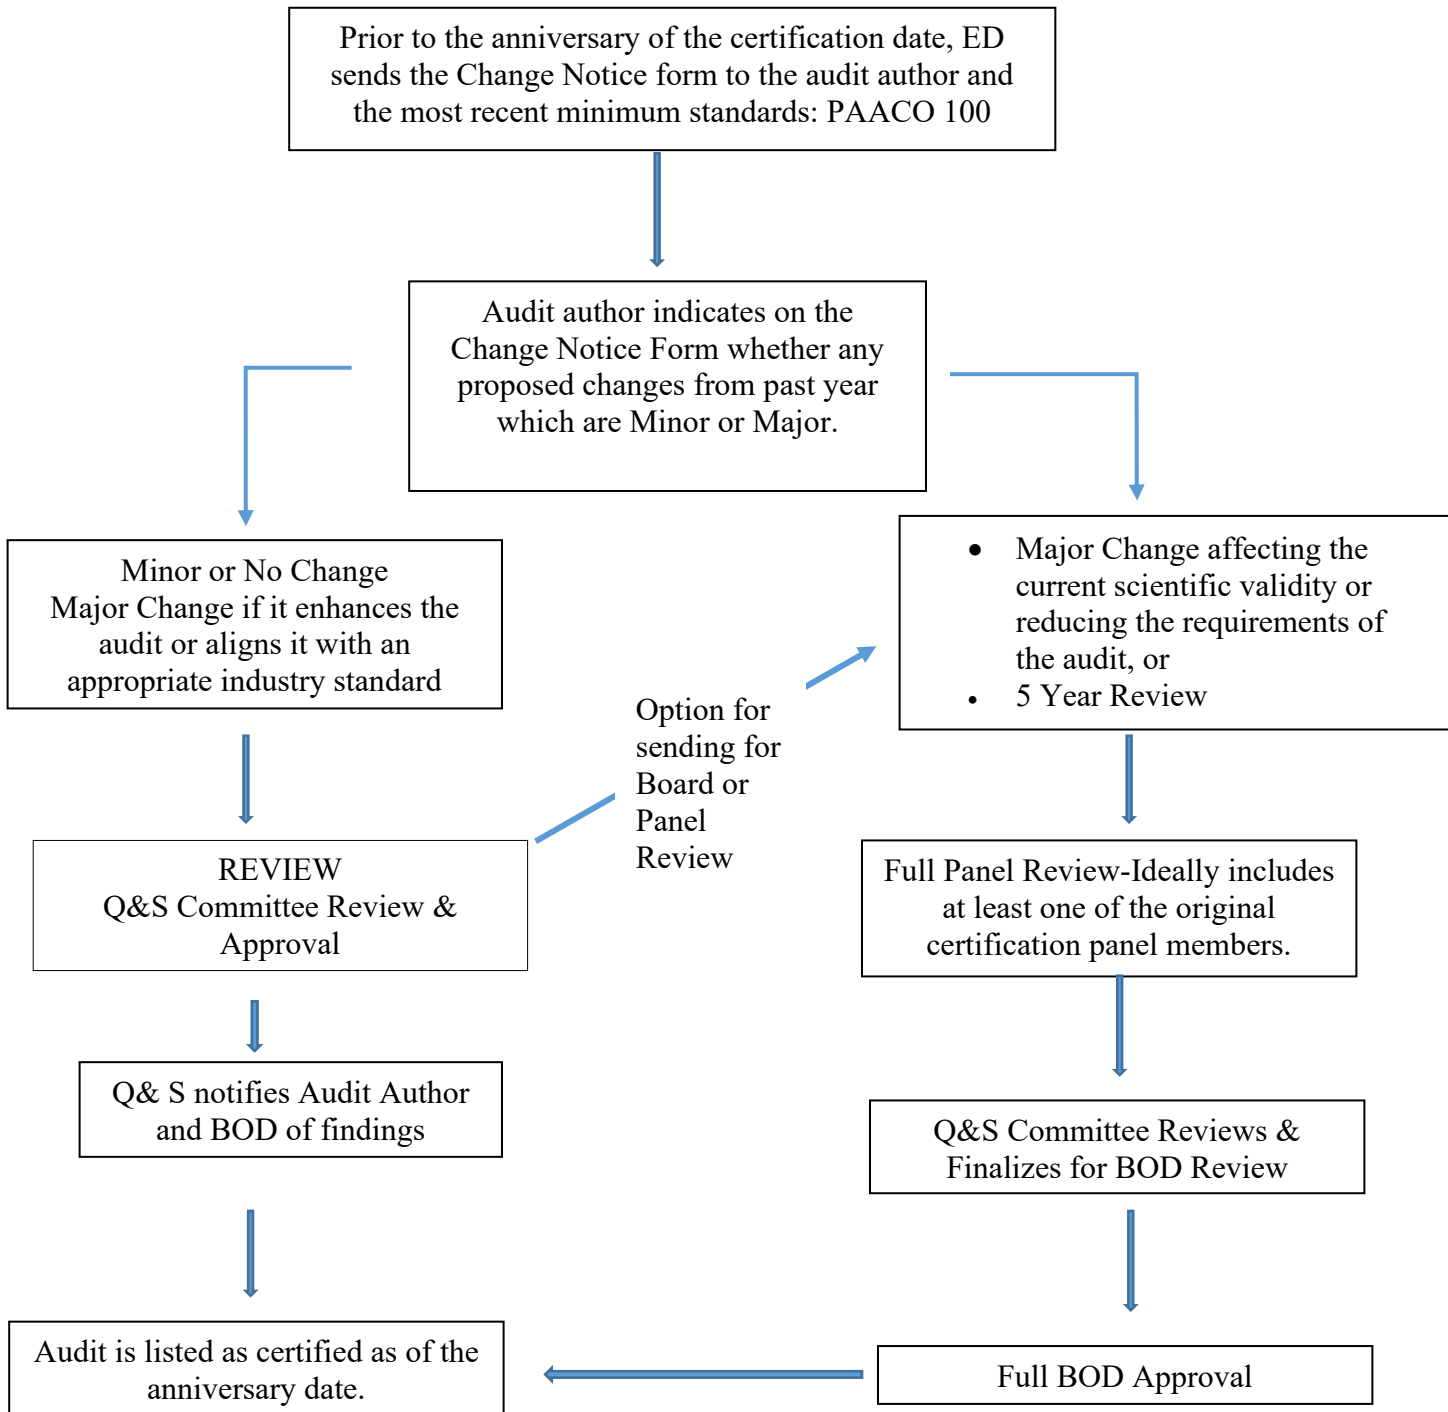 Prior to the anniversary of the certification date, ED
sends the Change Notice form to the audit author and
the most recent minimum standards: PAACO 100
Audit author indicates on the
Change Notice Form whether any
proposed changes from past year
which are Minor or Major.
Minor or No Change
Major Change if it enhances the
audit or aligns it with an
appropriate industry standard
• Major Change affecting the
current scientific validity or
reducing the requirements of
the audit, or
• 5 Year Review
Option for
sending for
Board or
Panel
Review
REVIEW
Q&S Committee Review &
Approval
Full Panel Review-Ideally includes
at least one of the original
certification panel members.
Q& S notifies Audit Author
and BOD of findings
Q&S Committee Reviews &
Finalizes for BOD Review
Audit is listed as certified as of the
anniversary date.
Full BOD Approval